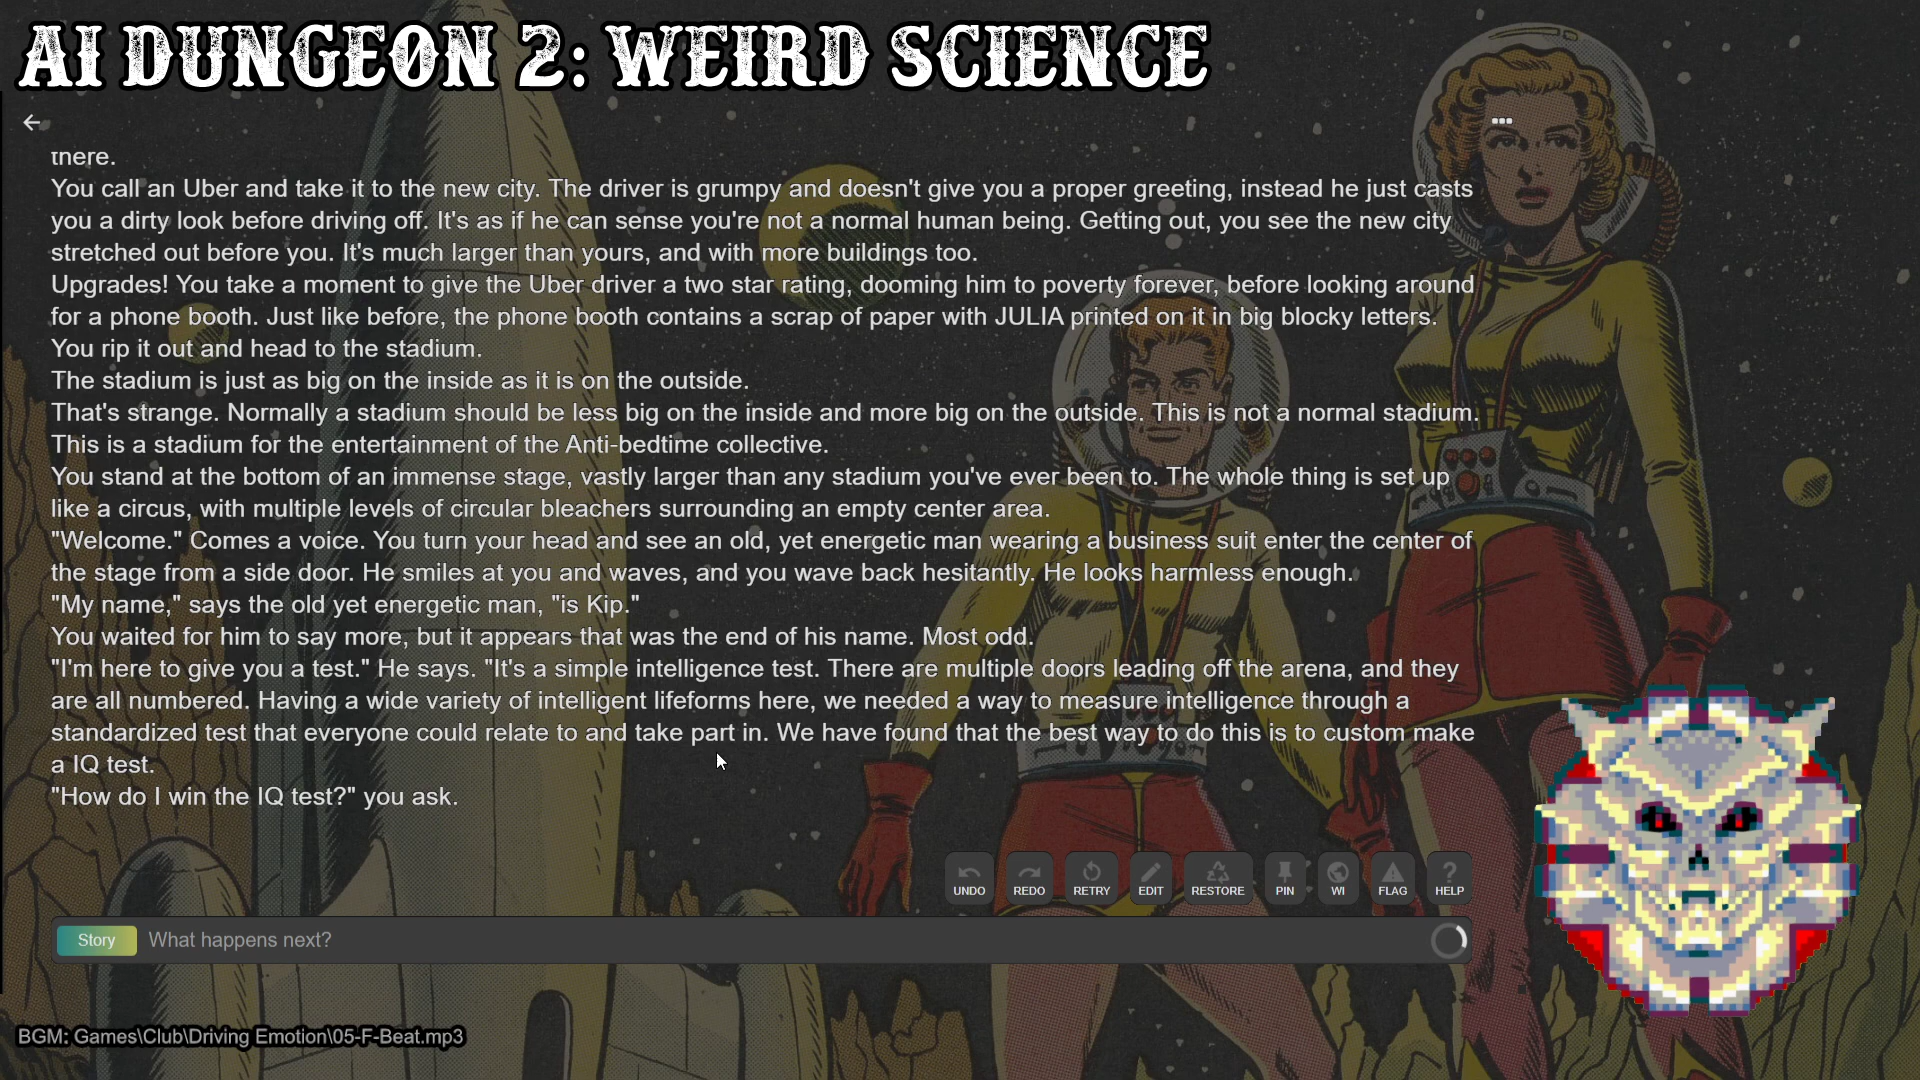 AI DUNGEON 2: WEIRD SCIENCE
there.
You call an Uber and take it to the new city. The driver is grumpy and doesn't give you a proper greeting, instead he just casts
you a dirty look before driving off. It's as if he can sense you're not a normal human being. Getting out, you see the new city
stretched out before you. It's much larger than yours, and with more buildings too.
Upgrades! You take a moment to give the Uber driver a two star rating, dooming him to poverty forever, before looking around
for a phone booth. Just like before, the phone booth contains a scrap of paper with JULIA printed on it in big blocky letters.
You rip it out and head to the stadium.
The stadium is just as big on the inside as it is on the outside.
That's strange. Normally a stadium should be less big on the inside and more big on the outside. This is not a normal stadium.
This is a stadium for the entertainment of the Anti-bedtime collective.
You stand at the bottom of an immense stage, vastly larger than any stadium you've ever been to. The whole thing is set up
like a circus, with multiple levels of circular bleachers surrounding an empty center area.
"Welcome." Comes a voice. You turn your head and see an old, yet energetic man wearing a business suit enter the center of
the stage from a side door. He smiles at you and waves, and you wave back hesitantly. He looks harmless enough.
"My name," says the old yet energetic man, "is Kip."
You waited for him to say more, but it appears that was the end of his name. Most odd.
"I'm here to give you a test." He says. "It's a simple intelligence test. There are multiple doors leading off the arena, and they
are all numbered. Having a wide variety of intelligent lifeforms here, we needed a way to measure intelligence through a
standardized test that everyone could relate to and take part in. We have found that the best way to do this is to custom make
a IQ test.
"How do I win the IQ test?" you ask.
UNDO REDO RETRY EDIT RESTORE PIN WI FLAG HELP
Story What happens next?
BGM: Games\Club\Driving Emotion\05-F-Beat.mp3